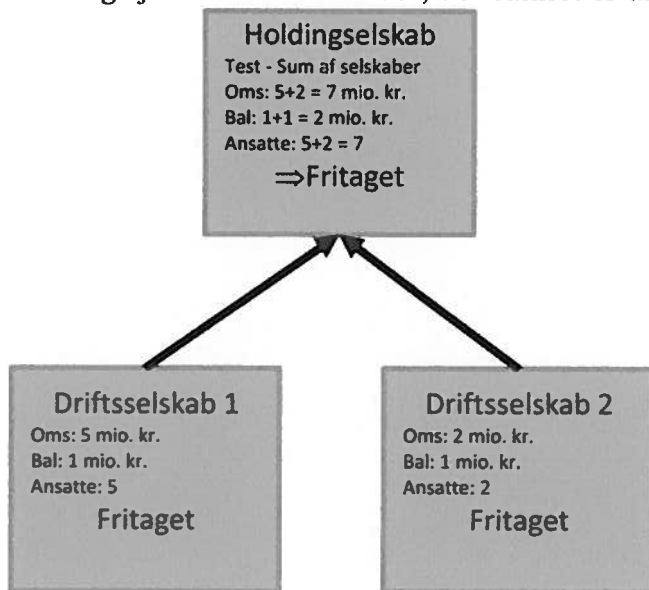 Holdingselskab
Test - Sum af selskaber
Oms: 5+2 = 7 mio. kr.
Bal: 1+1 = 2 mio. kr.
Ansatte: 5+2 = 7
⇒Fritaget
Driftsselskab 1
Oms: 5 mio. kr.
Bal: 1 mio. kr.
Ansatte: 5
Fritaget
Driftsselskab 2
Oms: 2 mio. kr.
Bal: 1 mio. kr.
Ansatte: 2
Fritaget